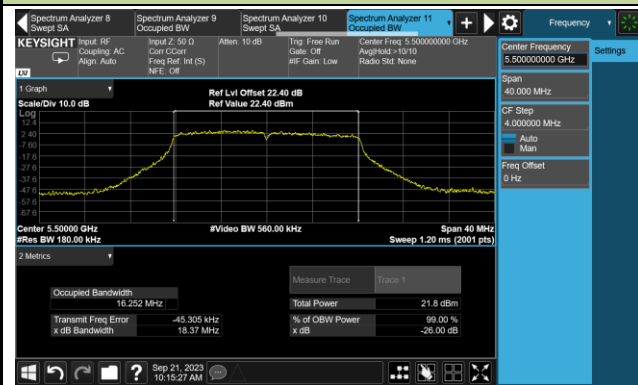 Spectrum Analyzer 8
Swept SA
Spectrum Analyzer 9
Occupied BW
Spectrum Analyzer 10
Swept SA
Spectrum Analyzer 11
Occupied BW
Frequency
KEYSIGHT
Input: RF
Coupling: AC
Align: Auto
Input Z: 50 Ω
Corr CCorr
Freq Ref: Int (S)
NFE: Off
Atten: 10 dB
Trig: Free Run
Gate: Off
#IF Gain: Low
Center Freq: 5.500000000 GHz
Avg|Hold:>10/10
Radio Std: None
LXI
1 Graph
Scale/Div 10.0 dB
Ref Lvl Offset 22.40 dB
Ref Value 22.40 dBm
Log
12.4
2.40
-7.60
-17.6
-27.6
-37.6
-47.6
-57.6
-67.6
Center 5.50000 GHz
#Res BW 180.00 kHz
#Video BW 560.00 kHz
Span 40 MHz
Sweep 1.20 ms (2001 pts)
2 Metrics
Measure Trace
Trace 1
Occupied Bandwidth
16.252 MHz
Total Power
21.8 dBm
Transmit Freq Error
-45.305 kHz
% of OBW Power
99.00 %
x dB Bandwidth
18.37 MHz
x dB
-26.00 dB
Center Frequency
5.500000000 GHz
Settings
Span
40.000 MHz
CF Step
4.000000 MHz
Auto
Man
Freq Offset
0 Hz
?
Sep 21, 2023
10:15:27 AM